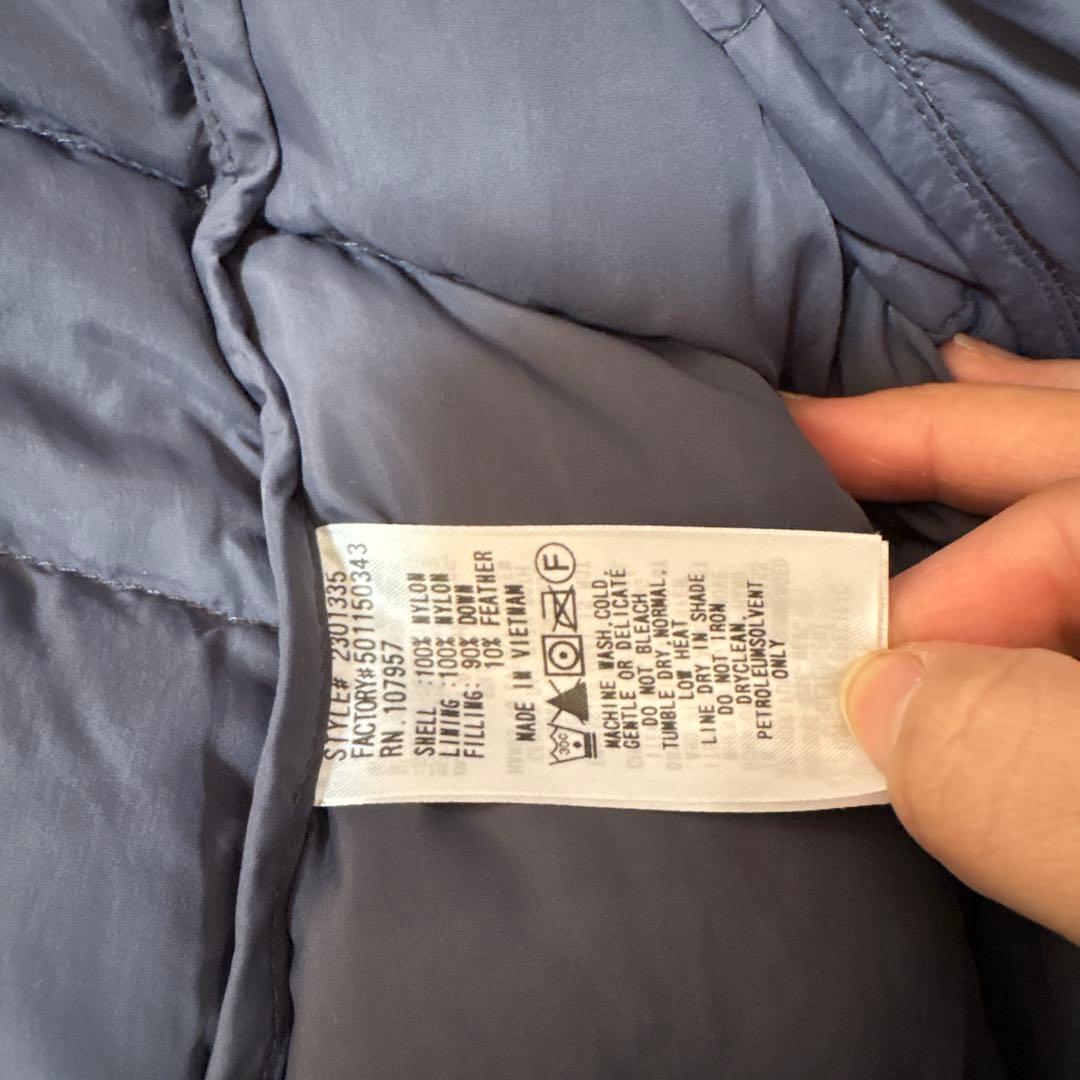 STYLE# 2301335
FACTORY#501150343
RN. 107957
SHELL :100% NYLON
LINING :100% NYLON
FILLING: 90% DOWN
10% FEATHER
MADE IN VIETNAM
30C
F
MACHINE WASH,COLD,
GENTLE OR DELICATE
DO NOT BLEACH
TUMBLE DRY,NORMAL,
LOW HEAT
LINE DRY IN SHADE
DO NOT IRON
DRYCLEAN,
PETROLEUMSOLVENT
ONLY